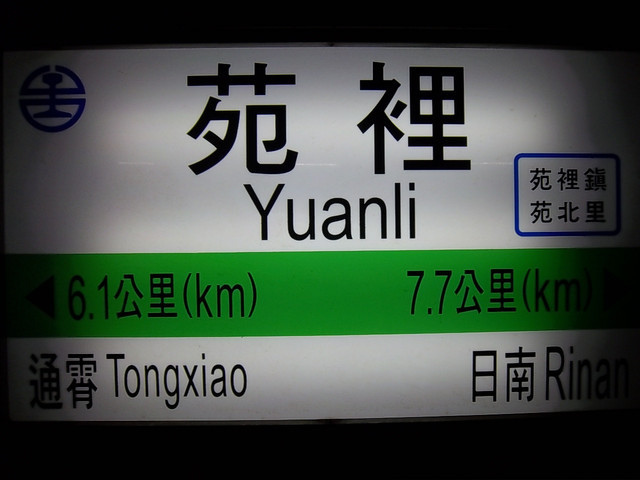 苑裡
Yuanli
苑裡鎮
苑北里
6.1公里(km) 7.7公里(km)
通霄 Tongxiao 日南 Rinan